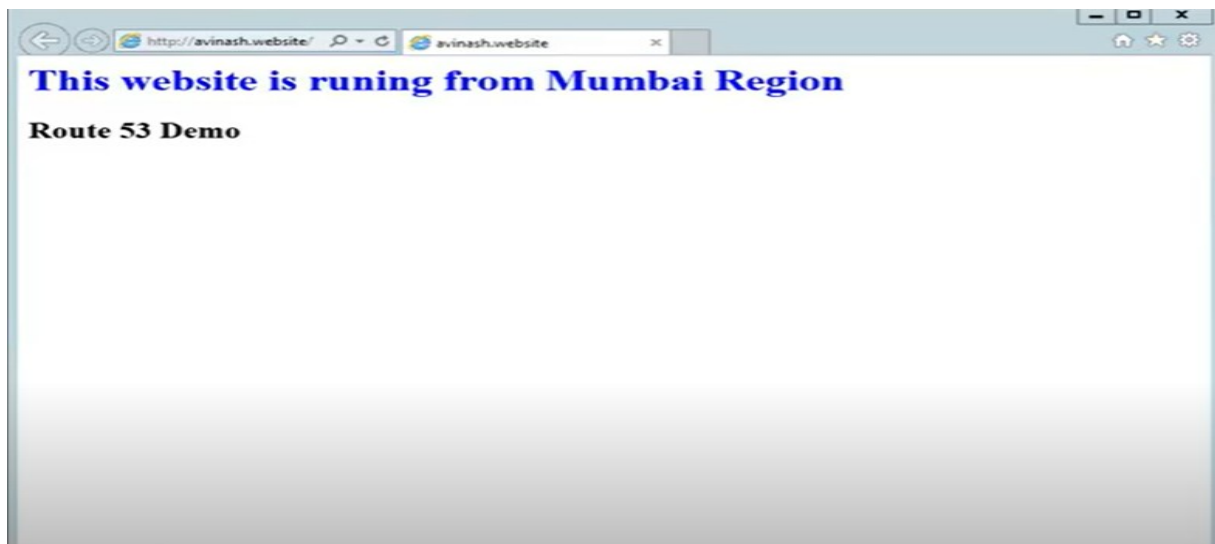 http://avinash.website/
avinash.website
This website is runing from Mumbai Region
Route 53 Demo